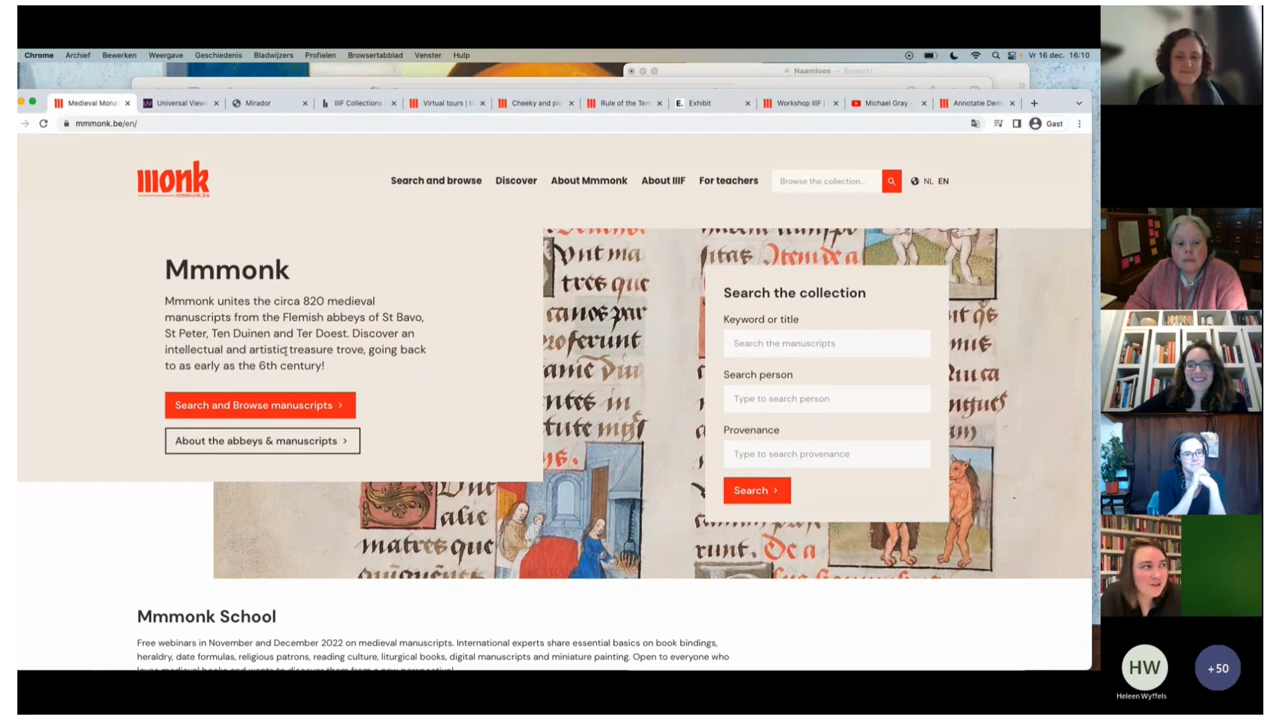 Chrome Archief Bewerken Weergave Geschiedenis Bladwijzers Profielen Browsertabblad Venster Help
Vr 16 dec. 16:10
Naamloos
Medieval Mona Universal View Mirador IIIF Collections Virtual tours | Cheeky and pi Rule of the Ten Exhibit Workshop IIIF | Michael Gray - Annotatie Dem
mmmonk.be/en/
Gast
monk
mmmonk.be
Search and browse Discover About Mmmonk About IIIF For teachers Browse the collection.. NL EN
Mmmonk
Mmmonk unites the circa 820 medieval
manuscripts from the Flemish abbeys of St Bavo,
St Peter, Ten Duinen and Ter Doest. Discover an
intellectual and artistic treasure trove, going back
to as early as the 6th century!
Search and Browse manuscripts
About the abbeys & manuscripts
Search the collection
Keyword or title
Search the manuscripts
Search person
Type to search person
Provenance
Type to search provenance
Search
matres que
Mmmonk School
Free webinars in November and December 2022 on medieval manuscripts. International experts share essential basics on book bindings,
heraldry, date formulas, religious patrons, reading culture, liturgical books, digital manuscripts and miniature painting. Open to everyone who
HW
Heleen Wyffels
+50